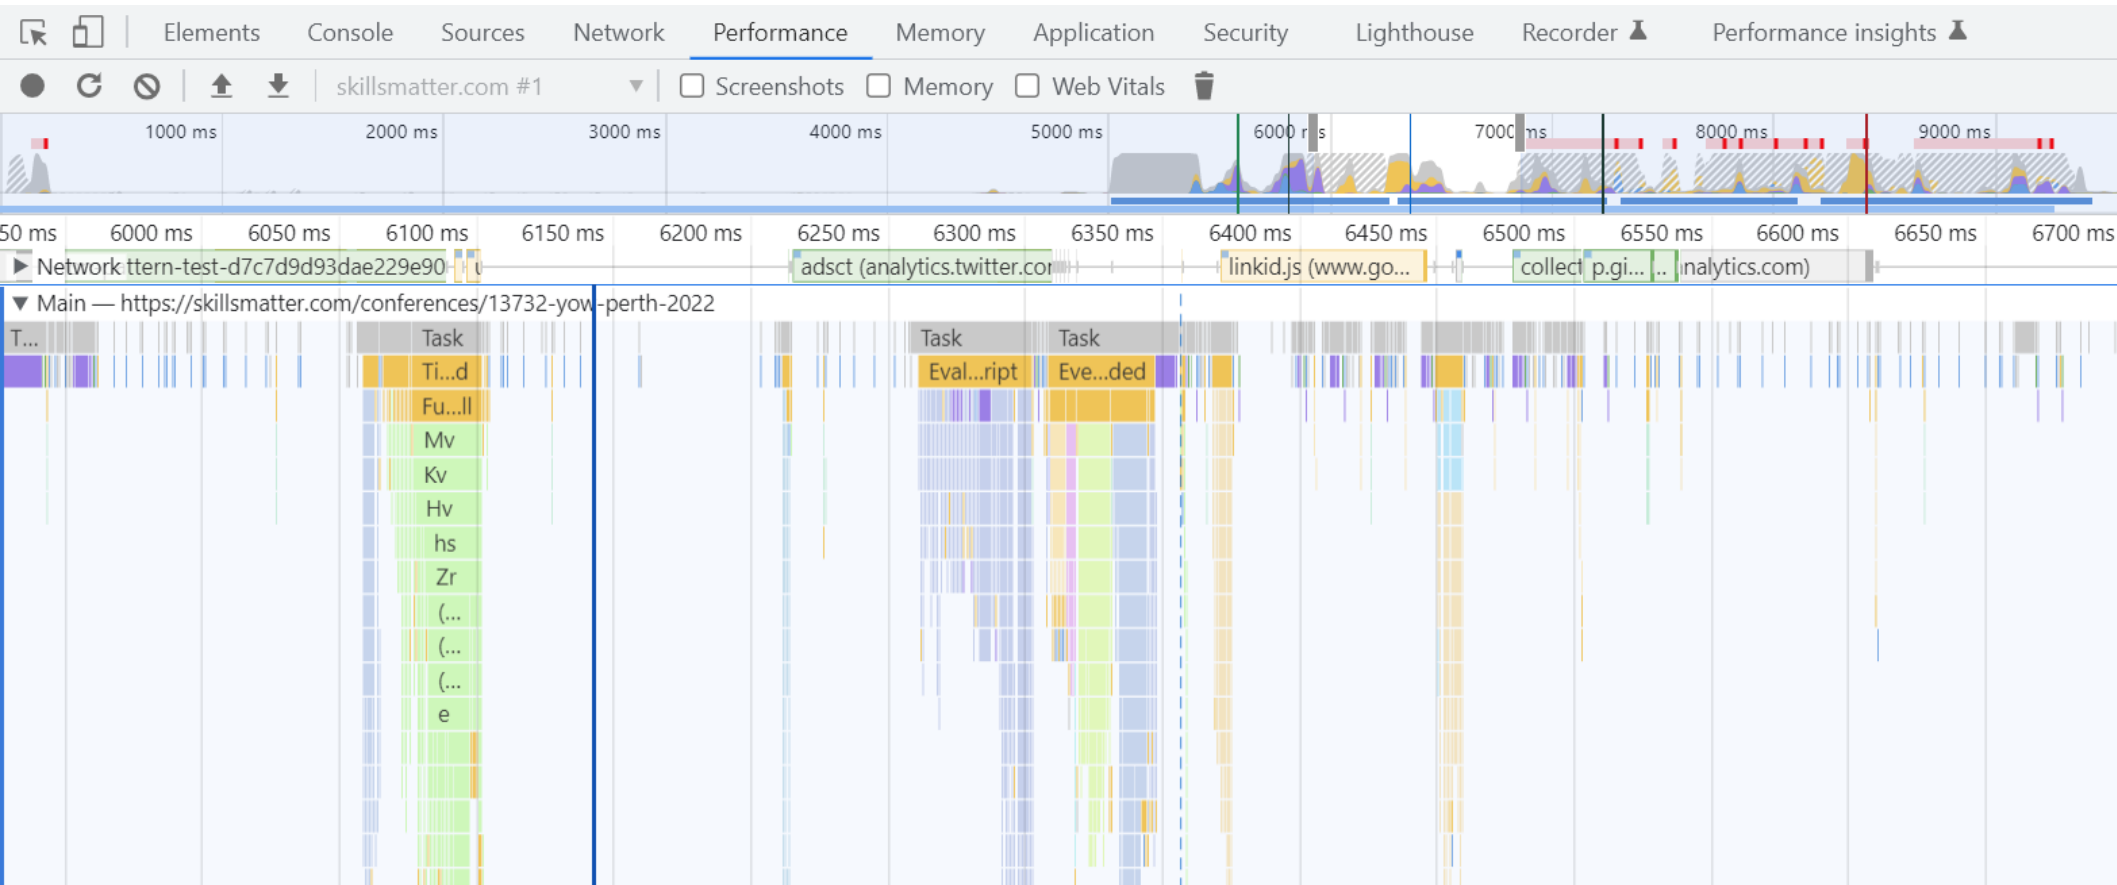 Elements Console Sources Network Performance Memory Application Security Lighthouse Recorder Performance insights
skillsmatter.com #1 Screenshots Memory Web Vitals
1000 ms 2000 ms 3000 ms 4000 ms 5000 ms 6000 ms 7000 ms 8000 ms 9000 ms
50 ms 6000 ms 6050 ms 6100 ms 6150 ms 6200 ms 6250 ms 6300 ms 6350 ms 6400 ms 6450 ms 6500 ms 6550 ms 6600 ms 6650 ms 6700 ms
Network ttern-test-d7c7d9d93dae229e90 adsct (analytics.twitter.cor linkid.js (www.go... collect p.gi... .. nalytics.com)
Main — https://skillsmatter.com/conferences/13732-yow-perth-2022
T... Task Task Task
Ti...d Eval...ript Eve...ded
Fu...ll
Mv
Kv
Hv
hs
Zr
(...
(...
(...
e